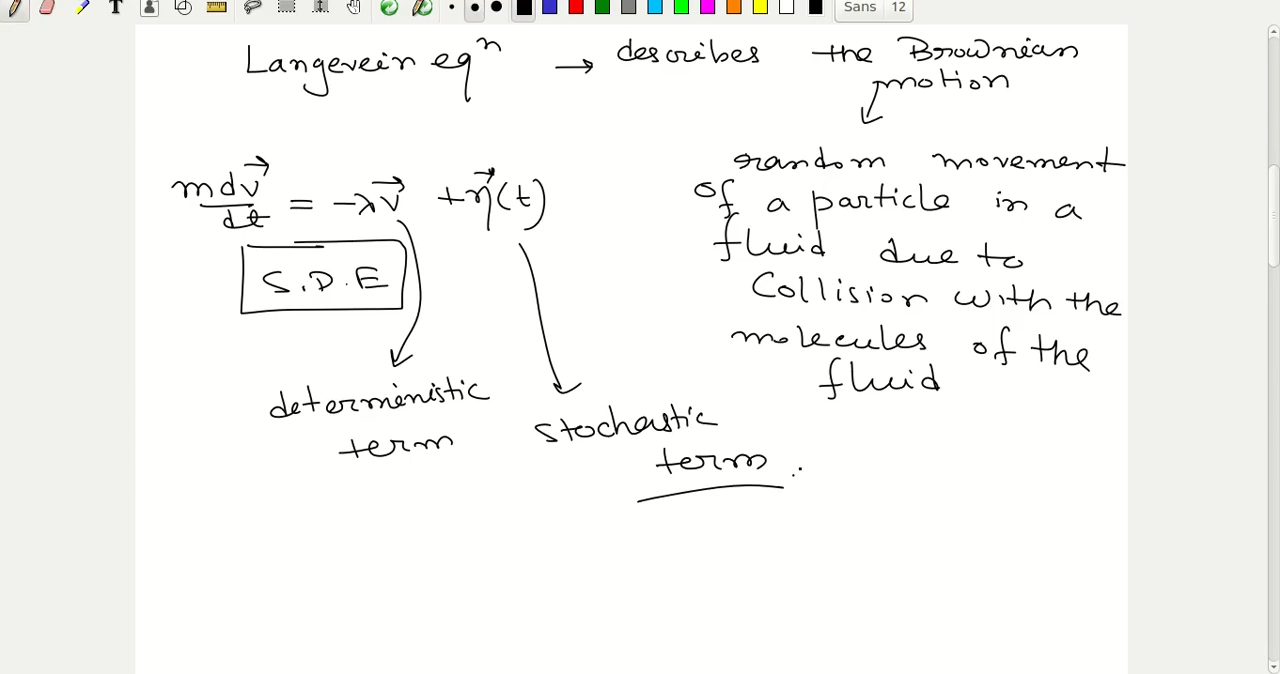 Sans 12
Langevein eqⁿ → describes the Brownian
motion
m dv⃗/dt = -λv⃗ + η⃗(t)
S.D.E
deterministic
term
stochastic
term
random movement
of a particle in a
fluid due to
Collision with the
molecules of the
fluid